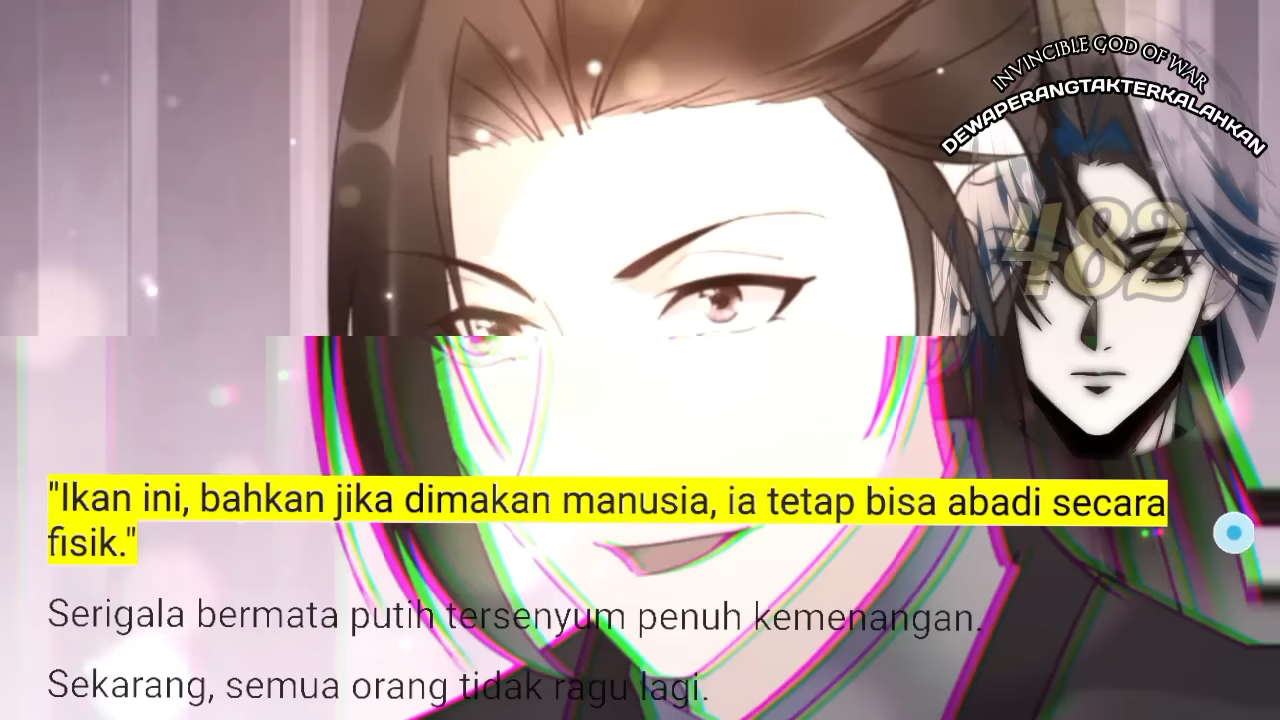 INVINCIBLE GOD OF WAR
DEWAPERANGTAKTERKALAHKAN
482
"Ikan ini, bahkan jika dimakan manusia, ia tetap bisa abadi secara
fisik."
Serigala bermata putih tersenyum penuh kemenangan.
Sekarang, semua orang tidak ragu lagi.